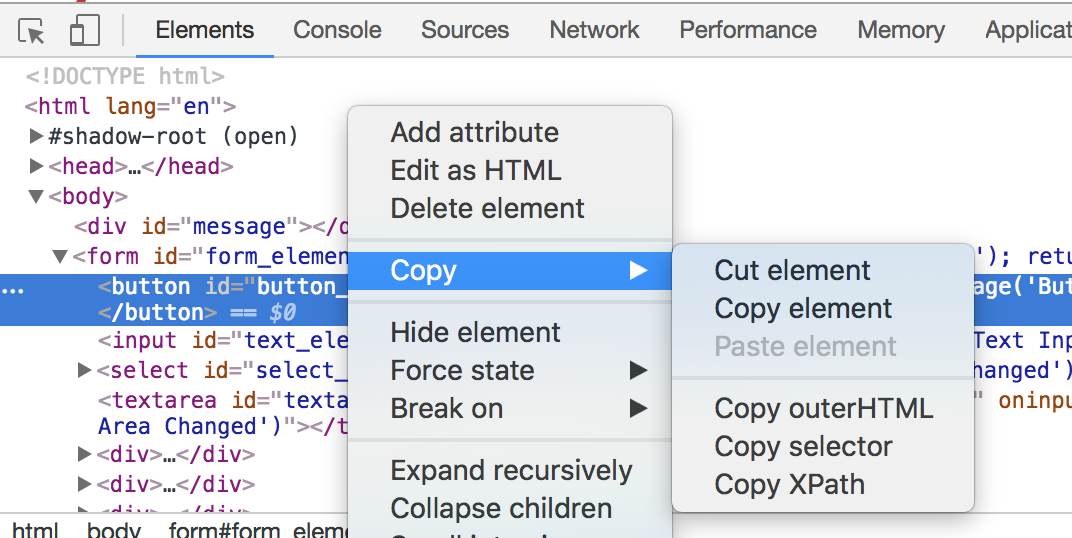 Elements Console Sources Network Performance Memory
<!DOCTYPE html>
<html lang="en">
▶#shadow-root (open)
▶<head>…</head>
▼<body>
<div id="message"></
▼<form id="form_elemen '); retu
… <button id="button_ age('But
</button> == $0
<input id="text_ele Text Inp
▶<select id="select_ hanged')
<textarea id="texta " oninpu
Area Changed')"></t
▶<div>…</div>
▶<div>…</div>
Add attribute
Edit as HTML
Delete element
Copy ▶
Hide element
Force state ▶
Break on ▶
Expand recursively
Collapse children
Cut element
Copy element
Paste element
Copy outerHTML
Copy selector
Copy XPath
html body form#form_eleme